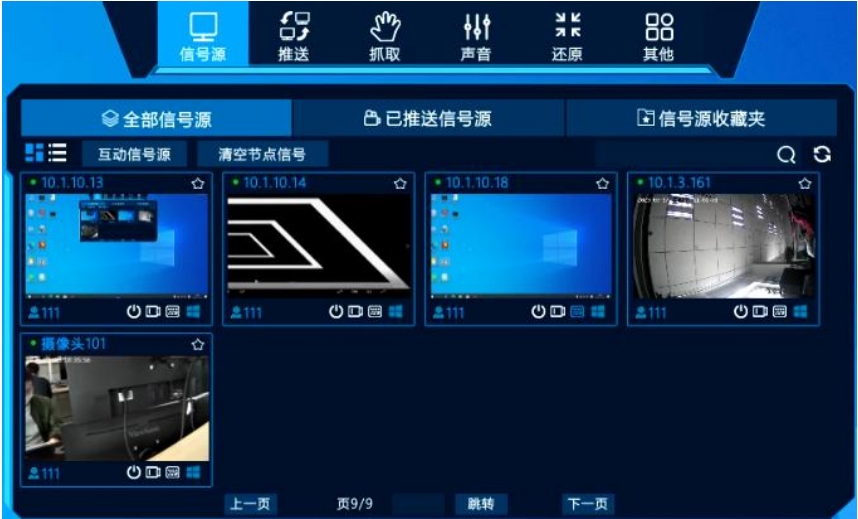 信号源 推送 抓取 声音 还原 其他
全部信号源 已推送信号源 信号源收藏夹
互动信号源 清空节点信号
10.1.10.13 10.1.10.14 10.1.10.18 10.1.3.161
111 111 111 111
摄像头101
111
上一页 页9/9 跳转 下一页